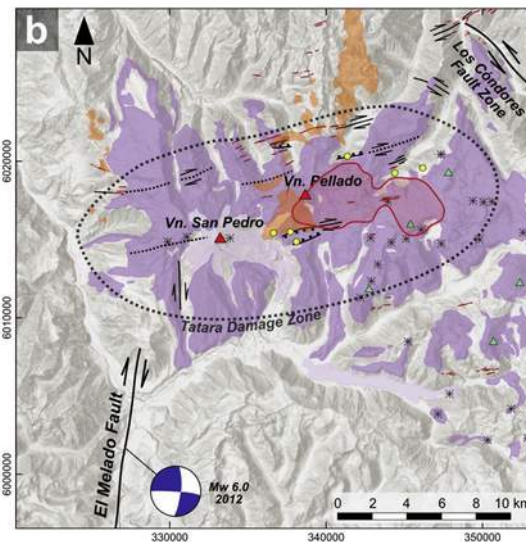 b
N
Los Cóndores
Fault Zone
6020000
Vn. Pellado
Vn. San Pedro
6010000
Tatara Damage Zone
El Melado Fault
6000000
Mw 6.0
2012
0 2 4 6 8 10 km
330000 340000 350000